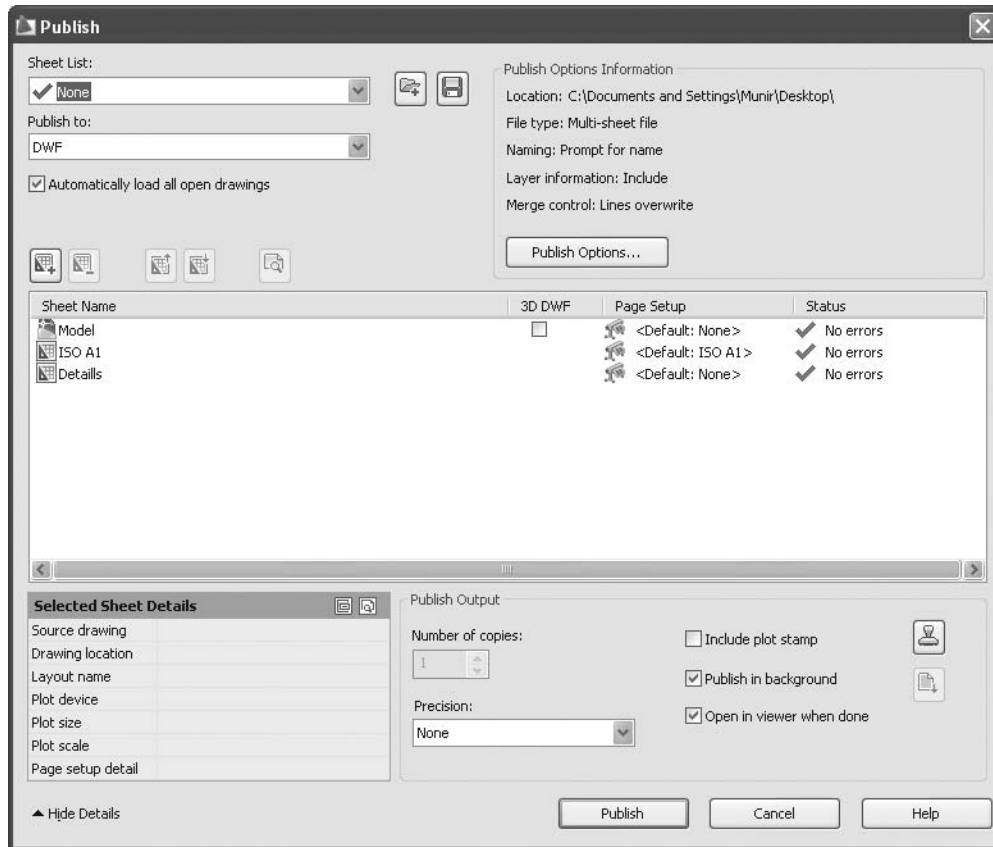 Publish
Sheet List:
None
Publish to:
DWF
Automatically load all open drawings
Publish Options Information
Location: C:\Documents and Settings\Munir\Desktop\
File type: Multi-sheet file
Naming: Prompt for name
Layer information: Include
Merge control: Lines overwrite
Publish Options...
Sheet Name 3D DWF Page Setup Status
Model <Default: None> No errors
ISO A1 <Default: ISO A1> No errors
Detaills <Default: None> No errors
Selected Sheet Details
Source drawing
Drawing location
Layout name
Plot device
Plot size
Plot scale
Page setup detail
Publish Output
Number of copies:
1
Precision:
None
Include plot stamp
Publish in background
Open in viewer when done
Hide Details
Publish Cancel Help